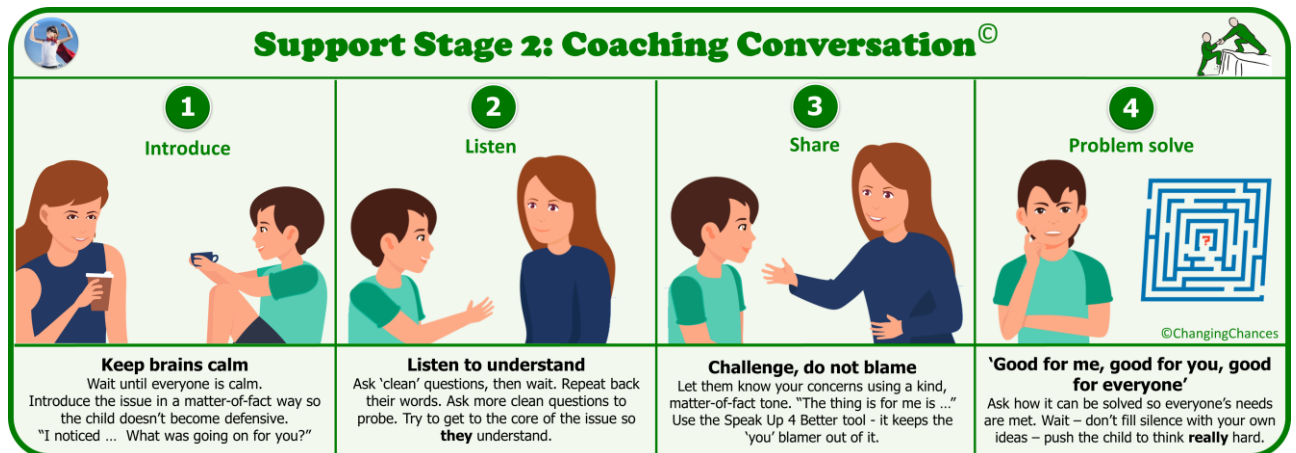 Support Stage 2: Coaching Conversation©
1
Introduce
Keep brains calm
Wait until everyone is calm.
Introduce the issue in a matter-of-fact way so
the child doesn't become defensive.
"I noticed ... What was going on for you?"
2
Listen
Listen to understand
Ask 'clean' questions, then wait. Repeat back
their words. Ask more clean questions to
probe. Try to get to the core of the issue so
they understand.
3
Share
Challenge, do not blame
Let them know your concerns using a kind,
matter-of-fact tone. "The thing is for me is ..."
Use the Speak Up 4 Better tool - it keeps the
'you' blamer out of it.
4
Problem solve
?
©ChangingChances
'Good for me, good for you, good
for everyone'
Ask how it can be solved so everyone's needs
are met. Wait – don't fill silence with your own
ideas – push the child to think really hard.